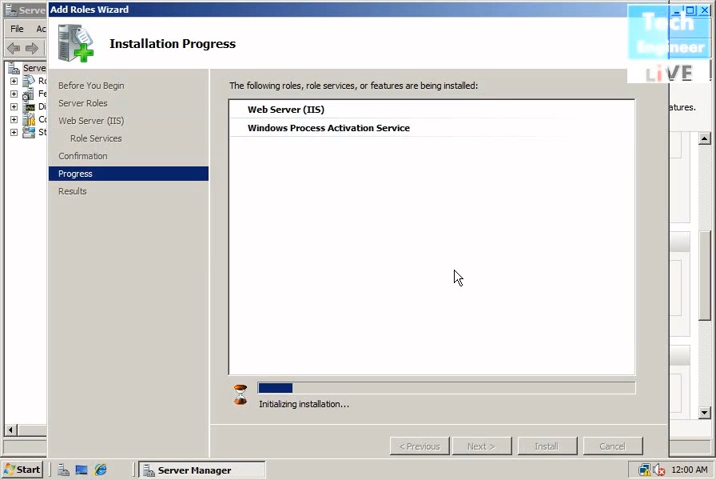 Add Roles Wizard
Server
File
Installation Progress
Tech
Engineer
LiVE
The following roles, role services, or features are being installed:
Before You Begin
Server Roles
Web Server (IIS)
Role Services
Confirmation
Progress
Results
Web Server (IIS)
Windows Process Activation Service
Initializing installation...
< Previous
Next >
Install
Cancel
Start
Server Manager
12:00 AM